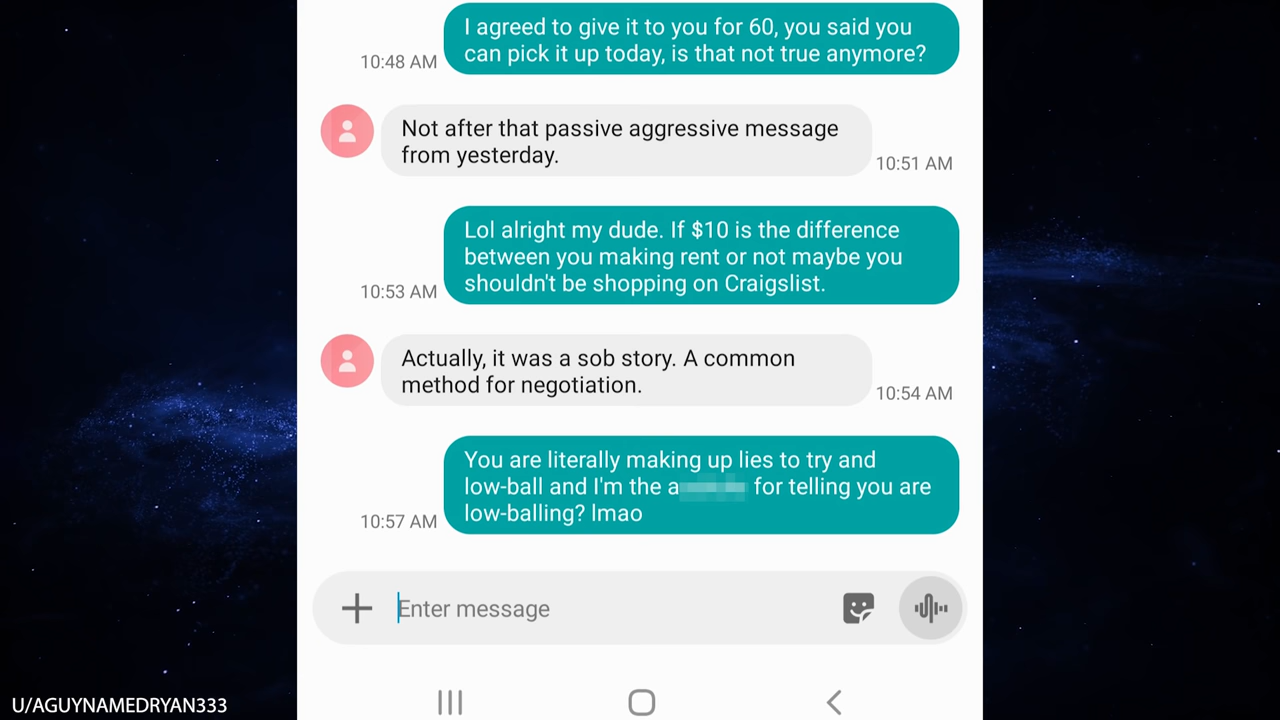 I agreed to give it to you for 60, you said you
can pick it up today, is that not true anymore?
10:48 AM
Not after that passive aggressive message
from yesterday.
10:51 AM
Lol alright my dude. If $10 is the difference
between you making rent or not maybe you
shouldn't be shopping on Craigslist.
10:53 AM
Actually, it was a sob story. A common
method for negotiation.
10:54 AM
You are literally making up lies to try and
low-ball and I'm the a for telling you are
low-balling? lmao
10:57 AM
Enter message
U/AGUYNAMEDRYAN333